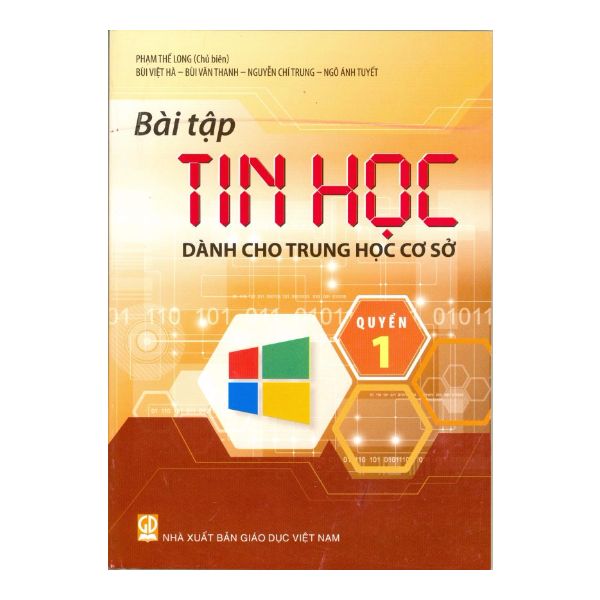 PHẠM THẾ LONG (Chủ biên)
BÙI VIỆT HÀ – BÙI VĂN THANH – NGUYỄN CHÍ TRUNG – NGÔ ÁNH TUYẾT
Bài tập
TIN HỌC
DÀNH CHO TRUNG HỌC CƠ SỞ
QUYỂN
1
NHÀ XUẤT BẢN GIÁO DỤC VIỆT NAM